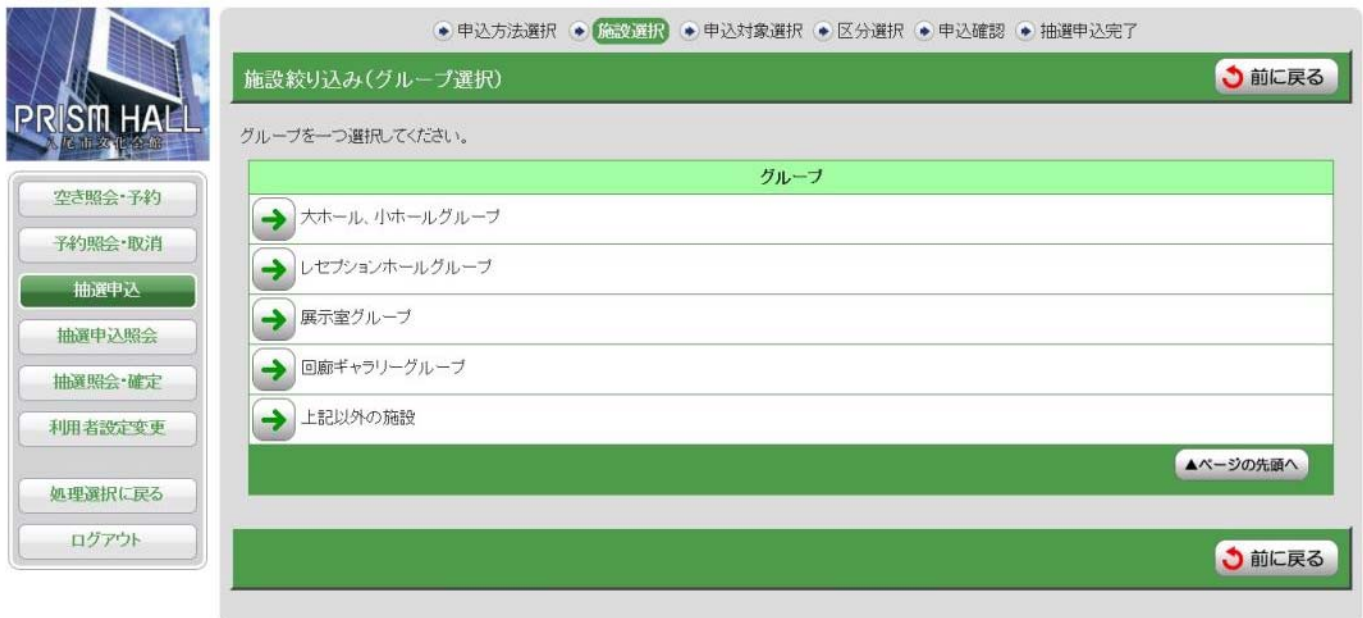 申込方法選択 施設選択 申込対象選択 区分選択 申込確認 抽選申込完了
施設絞り込み(グループ選択)
前に戻る
PRISM HALL
八尾市文化会館
グループを一つ選択してください。
グループ
大ホール、小ホールグループ
レセプションホールグループ
展示室グループ
回廊ギャラリーグループ
上記以外の施設
▲ページの先頭へ
前に戻る
空き照会・予約
予約照会・取消
抽選申込
抽選申込照会
抽選照会・確定
利用者設定変更
処理選択に戻る
ログアウト